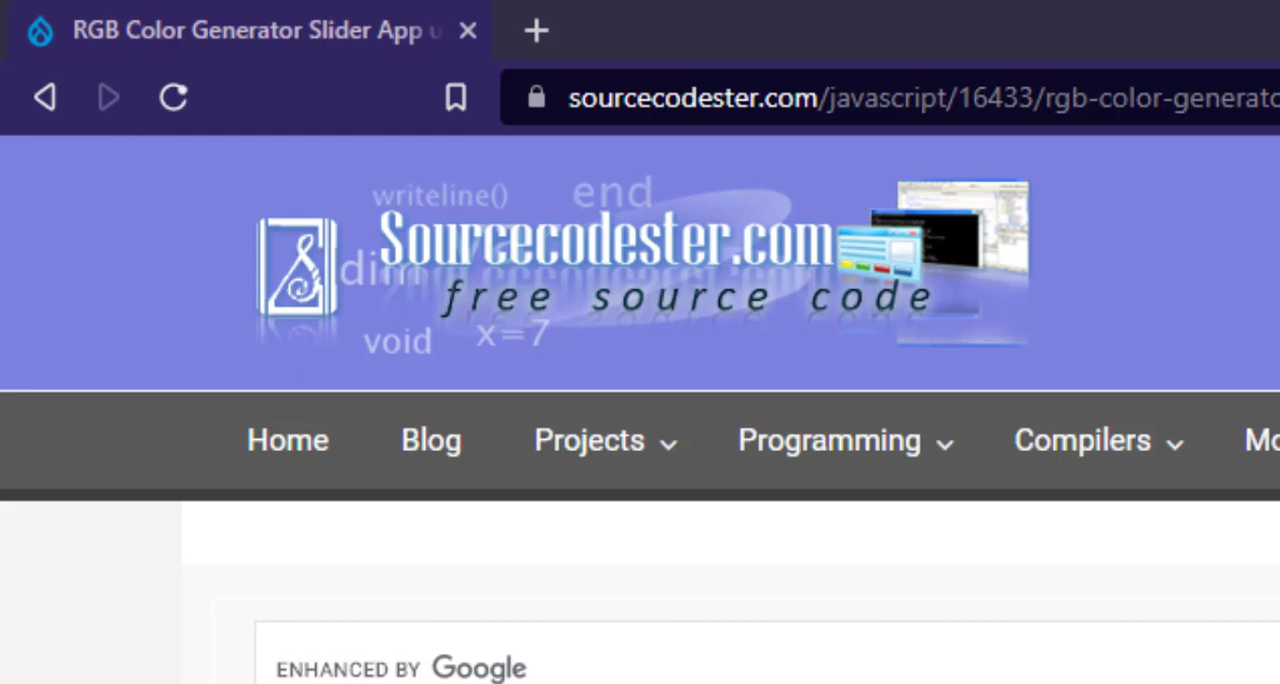 RGB Color Generator Slider App u
sourcecodester.com/javascript/16433/rgb-color-generato
writeline() end
Sourcecodester.com
dim
free source code
void x=7
Home Blog Projects Programming Compilers Mo
ENHANCED BY Google